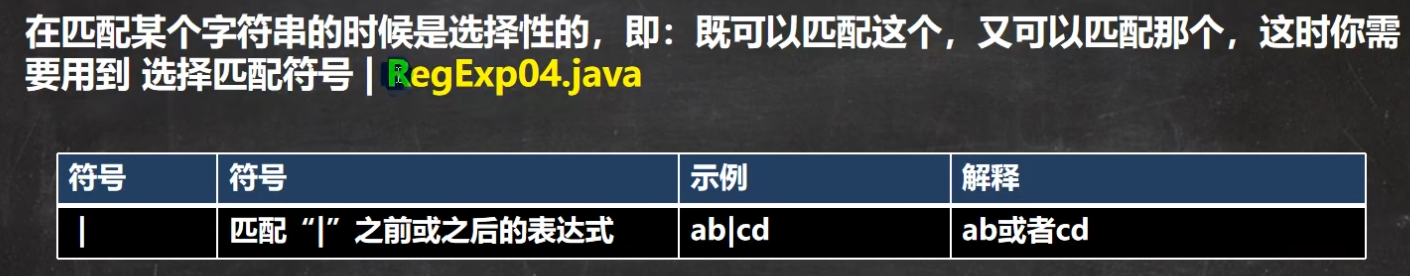 在匹配某个字符串的时候是选择性的，即：既可以匹配这个，又可以匹配那个，这时你需
要用到 选择匹配符号 | RegExp04.java
符号 符号 示例 解释
| 匹配“|”之前或之后的表达式 ab|cd ab或者cd